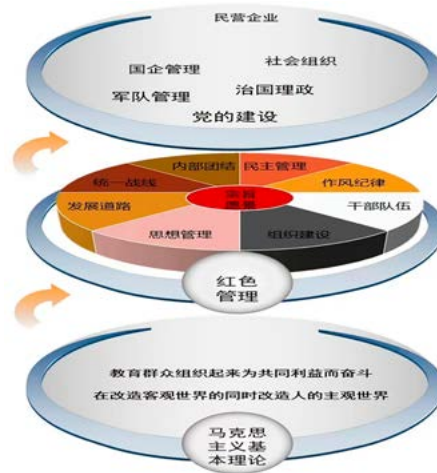 民营企业
国企管理 社会组织
军队管理 治国理政
党的建设
内部团结 民主管理
统一战线 作风纪律
发展道路 干部队伍
思想管理 组织建设
红色
管理
教育群众组织起来为共同利益而奋斗
在改造客观世界的同时改造人的主观世界
马克思
主义基
本理论